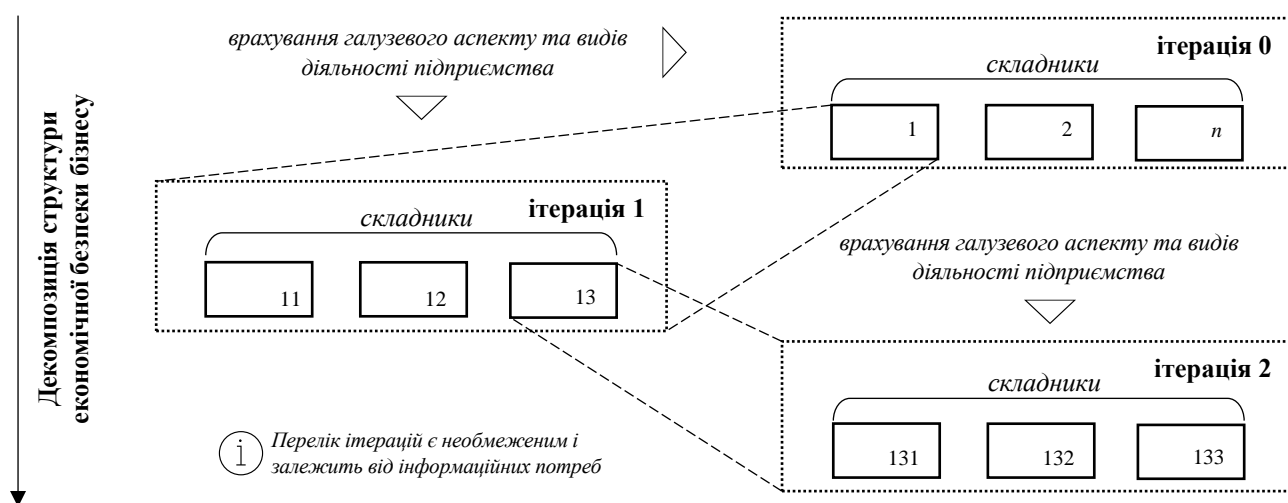 Декомпозиція структури
економічної безпеки бізнесу
врахування галузевого аспекту та видів
діяльності підприємства
ітерація 0
складники
1
2
n
ітерація 1
складники
11
12
13
врахування галузевого аспекту та видів
діяльності підприємства
ітерація 2
складники
131
132
133
i
Перелік ітерацій є необмеженим і
залежить від інформаційних потреб